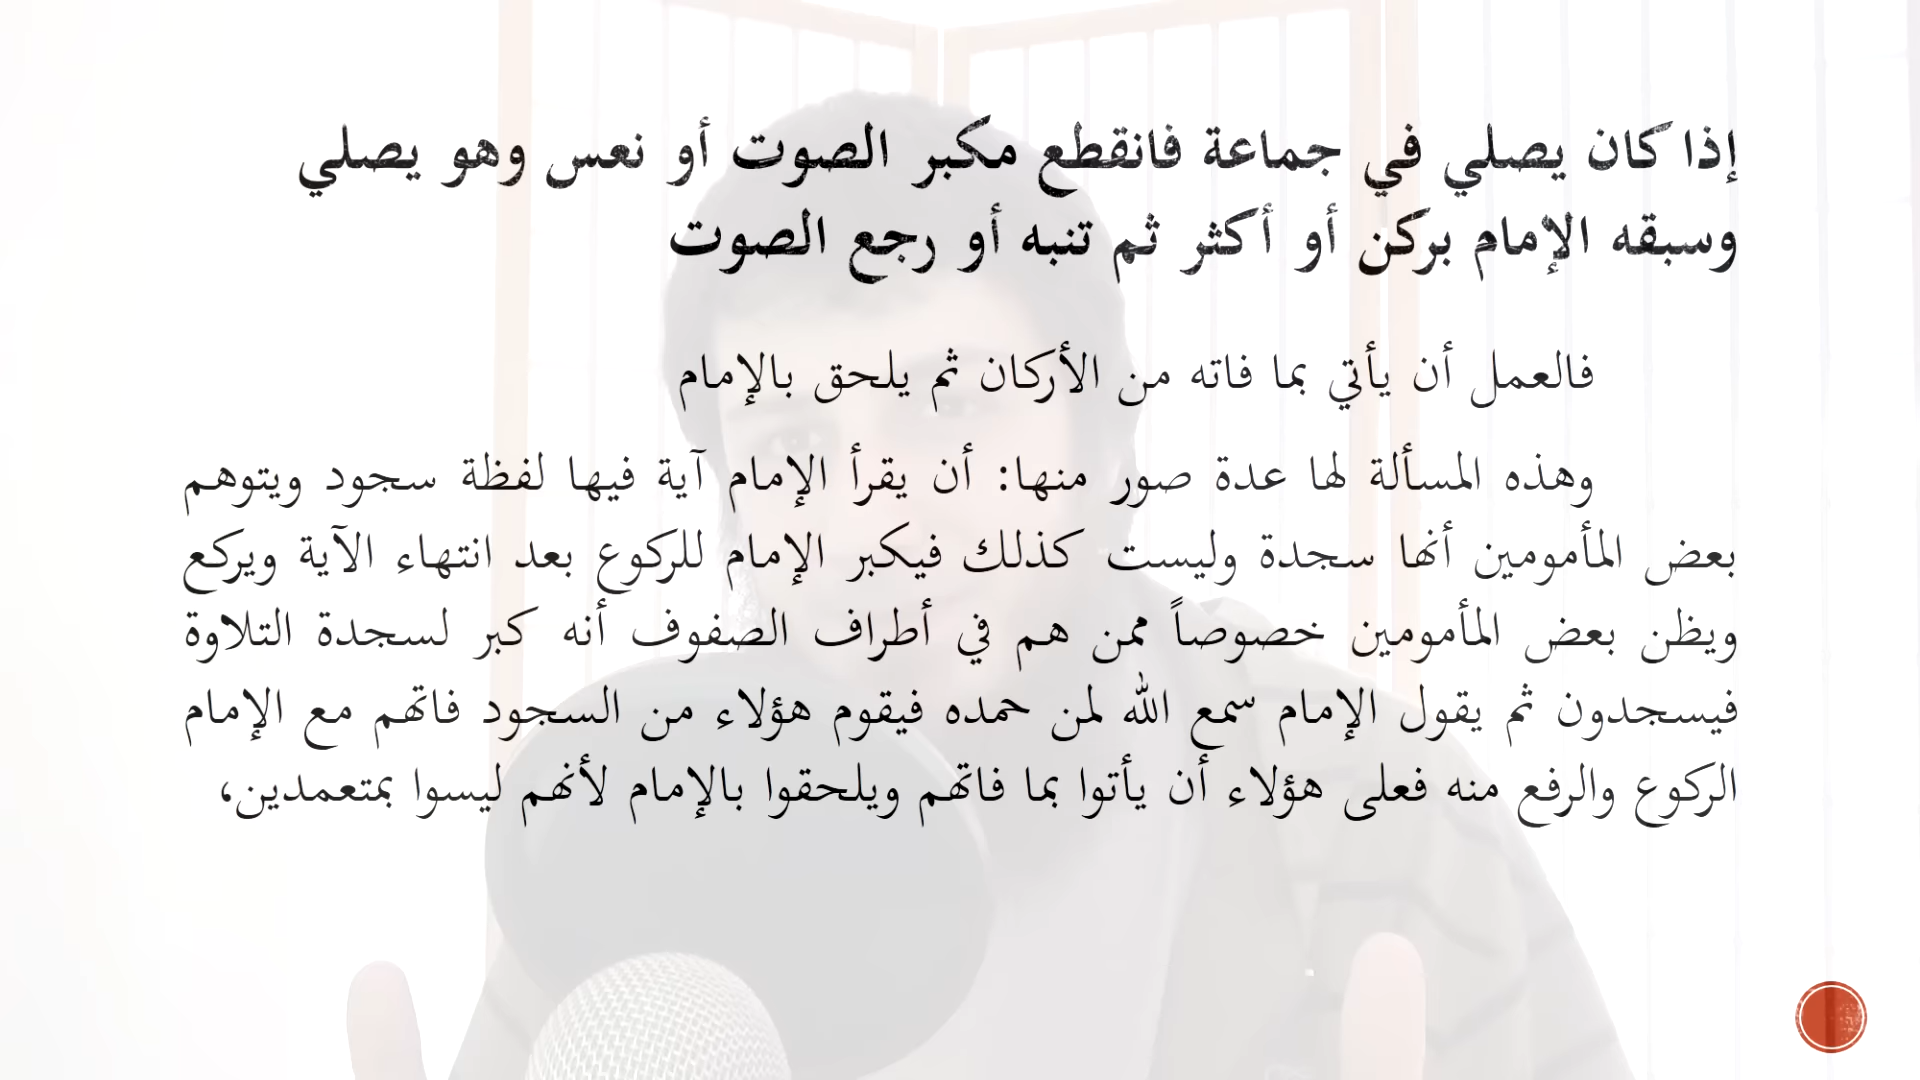 إذا كان يصلي في جماعة فانقطع مكبر الصوت أو نعس وهو يصلي
وسبقه الإمام بركن أو أكثر ثم تنبه أو رجع الصوت
فالعمل أن يأتي بما فاته من الأركان ثم يلحق بالإمام
وهذه المسألة لها عدة صور منها: أن يقرأ الإمام آية فيها لفظة سجود ويتوهم
بعض المأمومين أنها سجدة وليست كذلك فيكبر الإمام للركوع بعد انتهاء الآية ويركع
ويظن بعض المأمومين خصوصاً ممن هم في أطراف الصفوف أنه كبر لسجدة التلاوة
فيسجدون ثم يقول الإمام سمع الله لمن حمده فيقوم هؤلاء من السجود فاتهم مع الإمام
الركوع والرفع منه فعلى هؤلاء أن يأتوا بما فاتهم ويلحقوا بالإمام لأنهم ليسوا بمتعمدين،